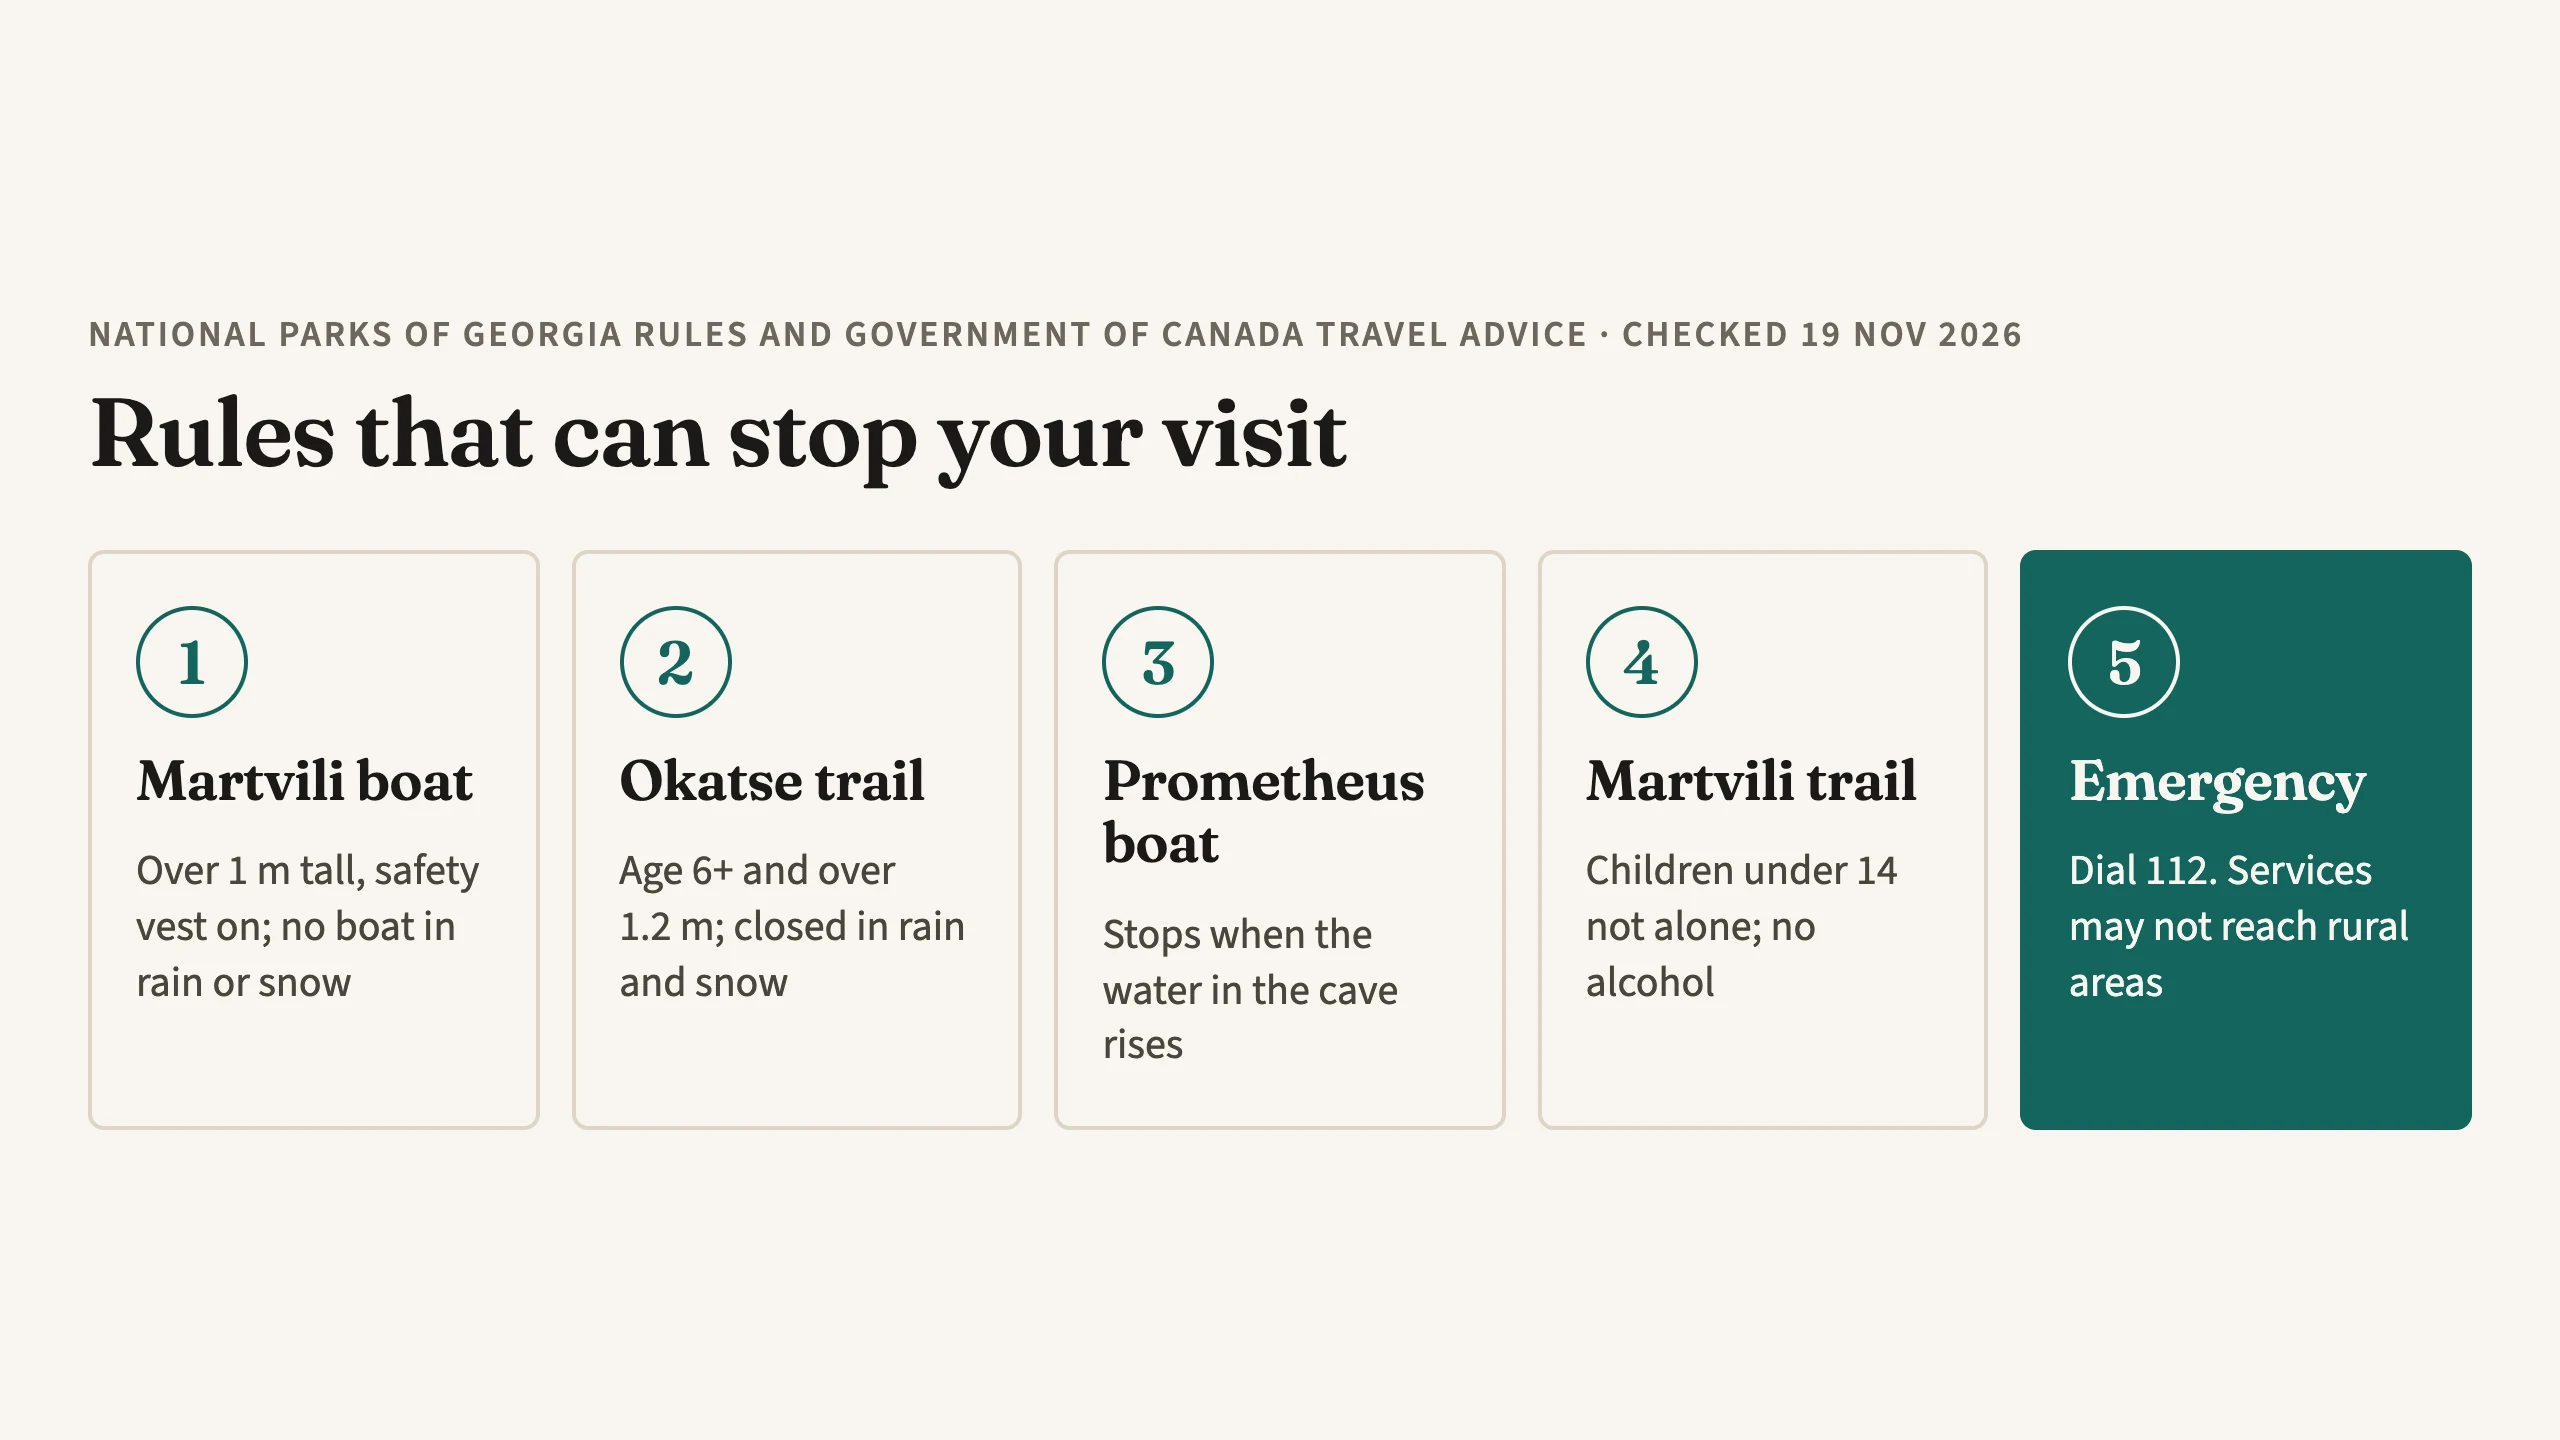 NATIONAL PARKS OF GEORGIA RULES AND GOVERNMENT OF CANADA TRAVEL ADVICE · CHECKED 19 NOV 2026
Rules that can stop your visit
1
Martvili boat
Over 1 m tall, safety
vest on; no boat in
rain or snow
2
Okatse trail
Age 6+ and over
1.2 m; closed in rain
and snow
3
Prometheus
boat
Stops when the
water in the cave
rises
4
Martvili trail
Children under 14
not alone; no
alcohol
5
Emergency
Dial 112. Services
may not reach rural
areas